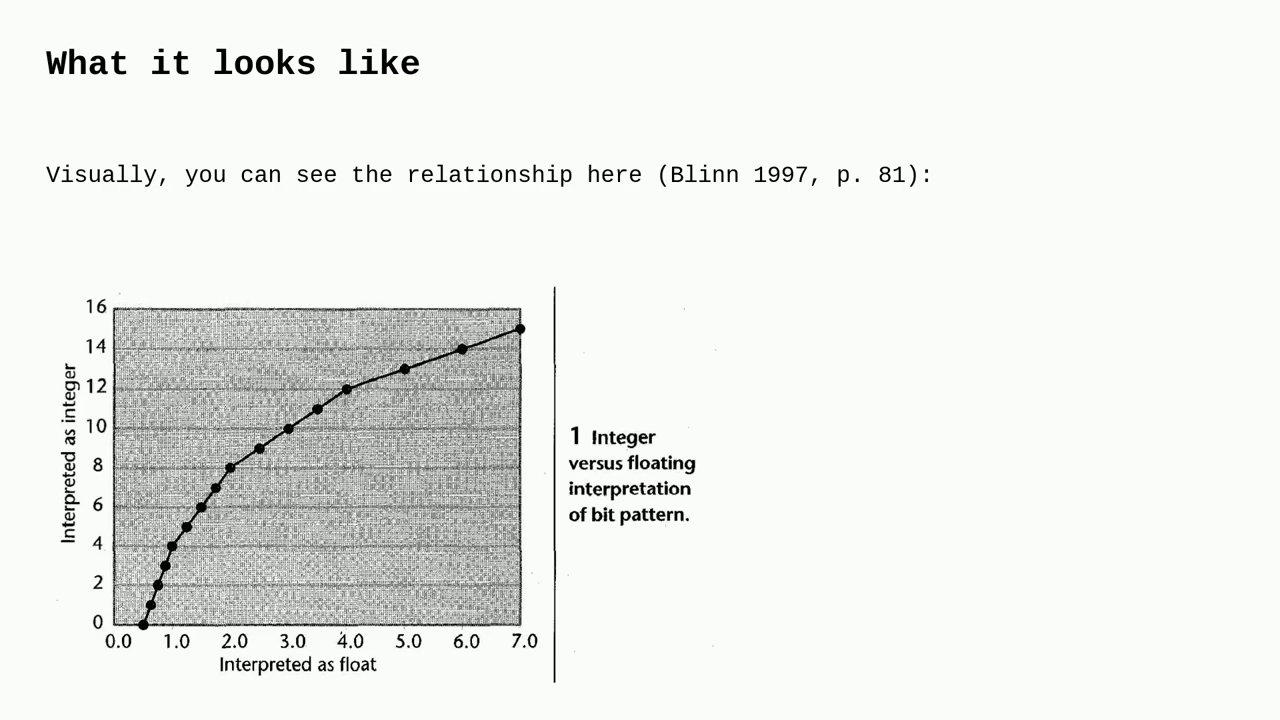 What it looks like
Visually, you can see the relationship here (Blinn 1997, p. 81):
16
14
12
10
8
6
4
2
0
Interpreted as integer
0.0 1.0 2.0 3.0 4.0 5.0 6.0 7.0
Interpreted as float
1 Integer
versus floating
interpretation
of bit pattern.